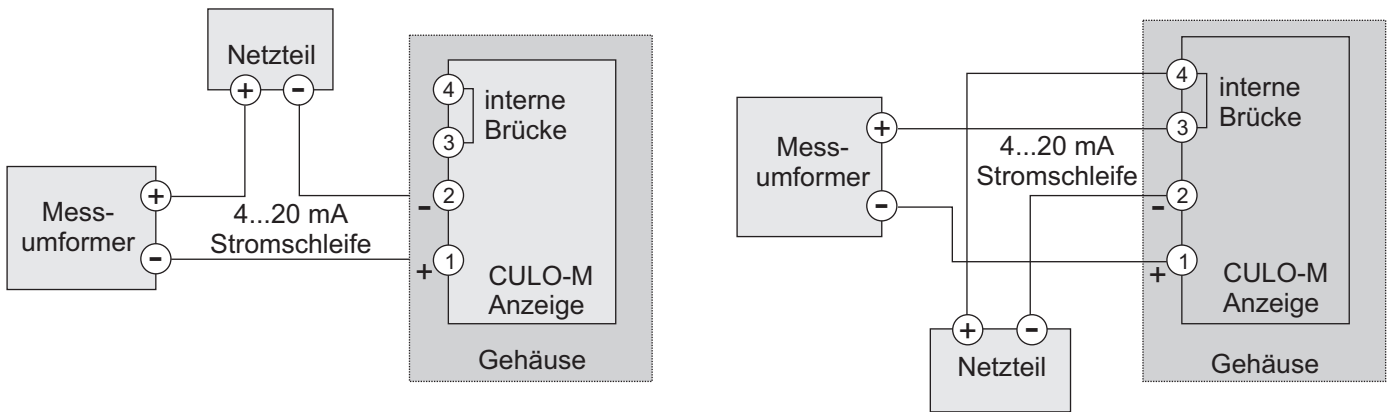 Netzteil
+ -
4
interne
Brücke
3
Mess-
umformer
+
-
4...20 mA
Stromschleife
2
-
1
+
CULO-M
Anzeige
Gehäuse
4
interne
Brücke
3
Mess-
umformer
+
-
4...20 mA
Stromschleife
2
-
1
+
CULO-M
Anzeige
+ -
Netzteil
Gehäuse